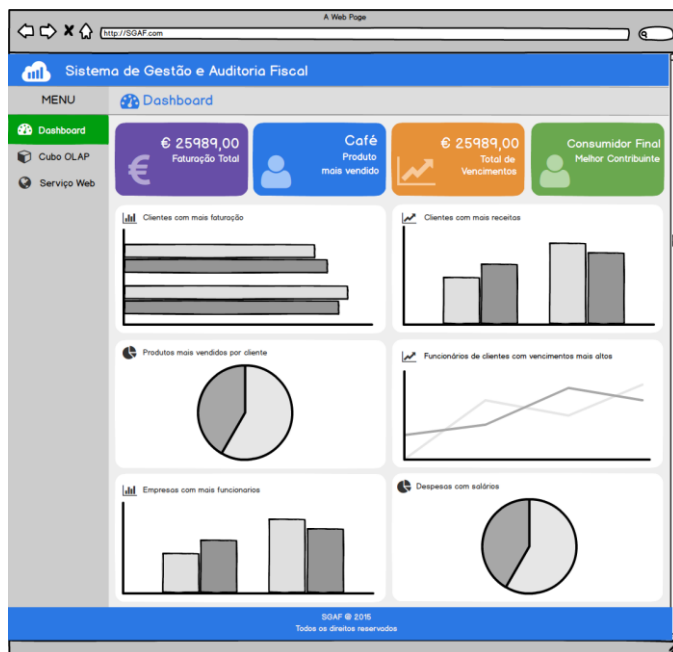 A Web Page
http://SGAF.com
Sistema de Gestão e Auditoria Fiscal
MENU
Dashboard
Dashboard
Cubo OLAP
Serviço Web
€ 25989,00
Faturação Total
Café
Produto
mais vendido
€ 25989,00
Total de
Vencimentos
Consumidor Final
Melhor Contribuinte
Clientes com mais faturação
Clientes com mais receitas
Produtos mais vendidos por cliente
Funcionários de clientes com vencimentos mais altos
Empresas com mais funcionarios
Despesas com salários
SGAF @ 2015
Todos os direitos reservados